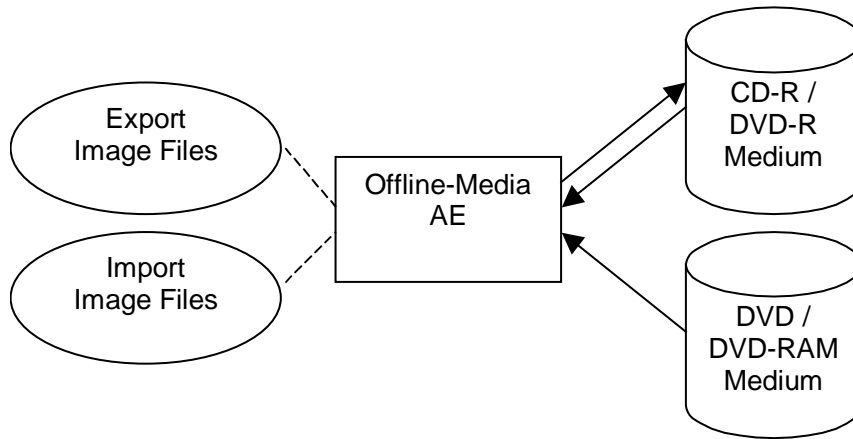 Export
Image Files
Import
Image Files
Offline-Media
AE
CD-R /
DVD-R
Medium
DVD /
DVD-RAM
Medium